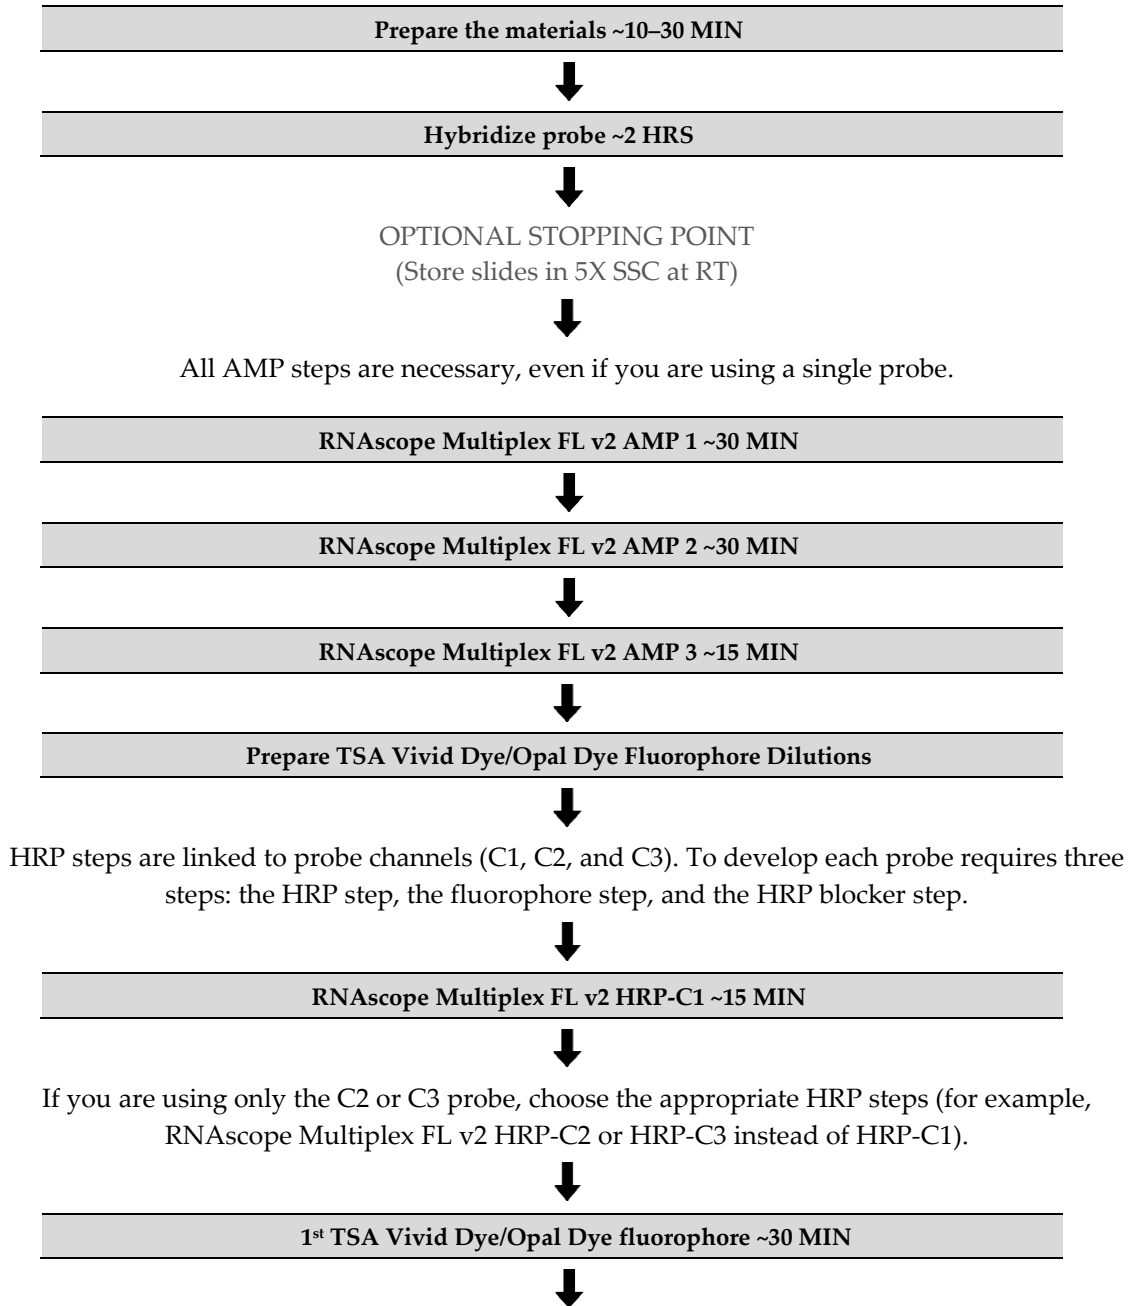 Prepare the materials ~10–30 MIN
Hybridize probe ~2 HRS
OPTIONAL STOPPING POINT
(Store slides in 5X SSC at RT)
All AMP steps are necessary, even if you are using a single probe.
RNAscope Multiplex FL v2 AMP 1 ~30 MIN
RNAscope Multiplex FL v2 AMP 2 ~30 MIN
RNAscope Multiplex FL v2 AMP 3 ~15 MIN
Prepare TSA Vivid Dye/Opal Dye Fluorophore Dilutions
HRP steps are linked to probe channels (C1, C2, and C3). To develop each probe requires three
steps: the HRP step, the fluorophore step, and the HRP blocker step.
RNAscope Multiplex FL v2 HRP-C1 ~15 MIN
If you are using only the C2 or C3 probe, choose the appropriate HRP steps (for example,
RNAscope Multiplex FL v2 HRP-C2 or HRP-C3 instead of HRP-C1).
1st TSA Vivid Dye/Opal Dye fluorophore ~30 MIN